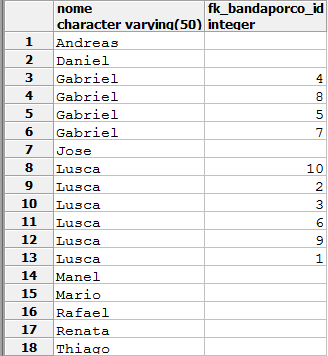 nome fk_bandaporco_id
character varying(50) integer
1 Andreas
2 Daniel
3 Gabriel 4
4 Gabriel 8
5 Gabriel 5
6 Gabriel 7
7 Jose
8 Lusca 10
9 Lusca 2
10 Lusca 3
11 Lusca 6
12 Lusca 9
13 Lusca 1
14 Manel
15 Mario
16 Rafael
17 Renata
18 Thiago